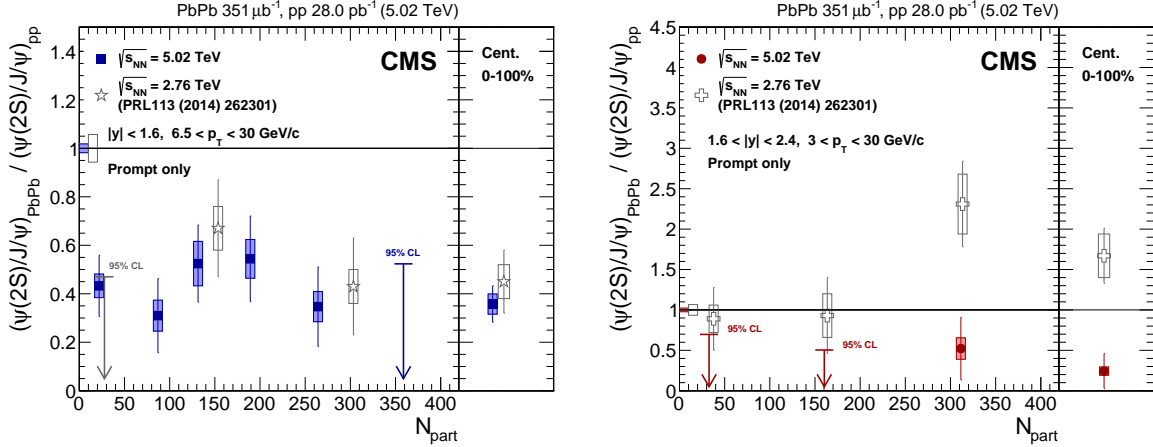 PbPb 351 μb⁻¹, pp 28.0 pb⁻¹ (5.02 TeV)
(ψ(2S)/J/ψ)PbPb / (ψ(2S)/J/ψ)pp
1.4
1.2
1
0.8
0.6
0.4
0.2
0
√sNN = 5.02 TeV
CMS
√sNN = 2.76 TeV
(PRL113 (2014) 262301)
|y| < 1.6, 6.5 < pT < 30 GeV/c
Prompt only
95% CL
95% CL
Cent.
0-100%
0 50 100 150 200 250 300 350 400
Npart
PbPb 351 μb⁻¹, pp 28.0 pb⁻¹ (5.02 TeV)
(ψ(2S)/J/ψ)PbPb / (ψ(2S)/J/ψ)pp
4.5
4
3.5
3
2.5
2
1.5
1
0.5
0
√sNN = 5.02 TeV
CMS
√sNN = 2.76 TeV
(PRL113 (2014) 262301)
1.6 < |y| < 2.4, 3 < pT < 30 GeV/c
Prompt only
95% CL
95% CL
Cent.
0-100%
0 50 100 150 200 250 300 350 400
Npart